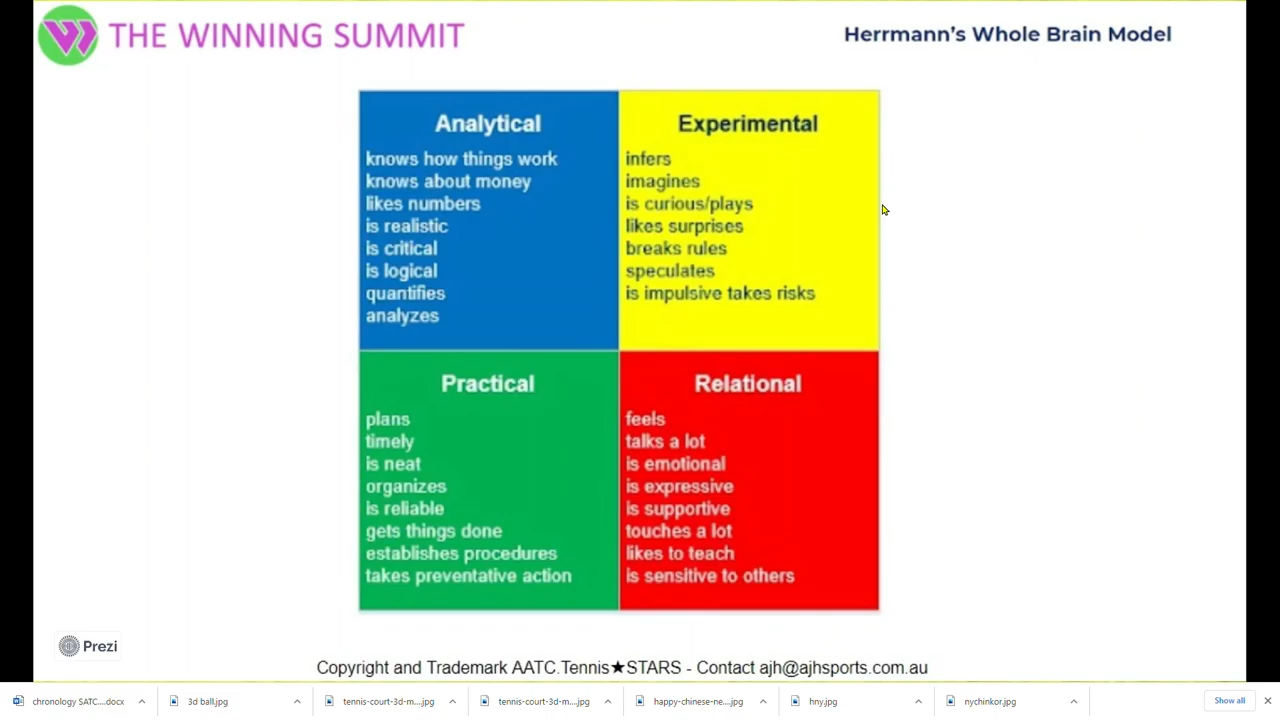 THE WINNING SUMMIT
Herrmann's Whole Brain Model
Analytical
knows how things work
knows about money
likes numbers
is realistic
is critical
is logical
quantifies
analyzes
Experimental
infers
imagines
is curious/plays
likes surprises
breaks rules
speculates
is impulsive takes risks
Practical
plans
timely
is neat
organizes
is reliable
gets things done
establishes procedures
takes preventative action
Relational
feels
talks a lot
is emotional
is expressive
is supportive
touches a lot
likes to teach
is sensitive to others
Prezi
Copyright and Trademark AATC.Tennis★STARS - Contact ajh@ajhsports.com.au
chronology SATC....docx
3d ball.jpg
tennis-court-3d-m....jpg
tennis-court-3d-m....jpg
happy-chinese-ne....jpg
hny.jpg
nychinkor.jpg
Show all